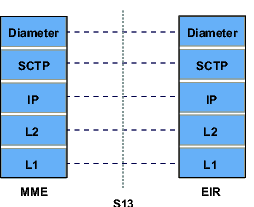 Diameter Diameter
SCTP SCTP
IP IP
L2 L2
L1 L1
MME EIR
S13